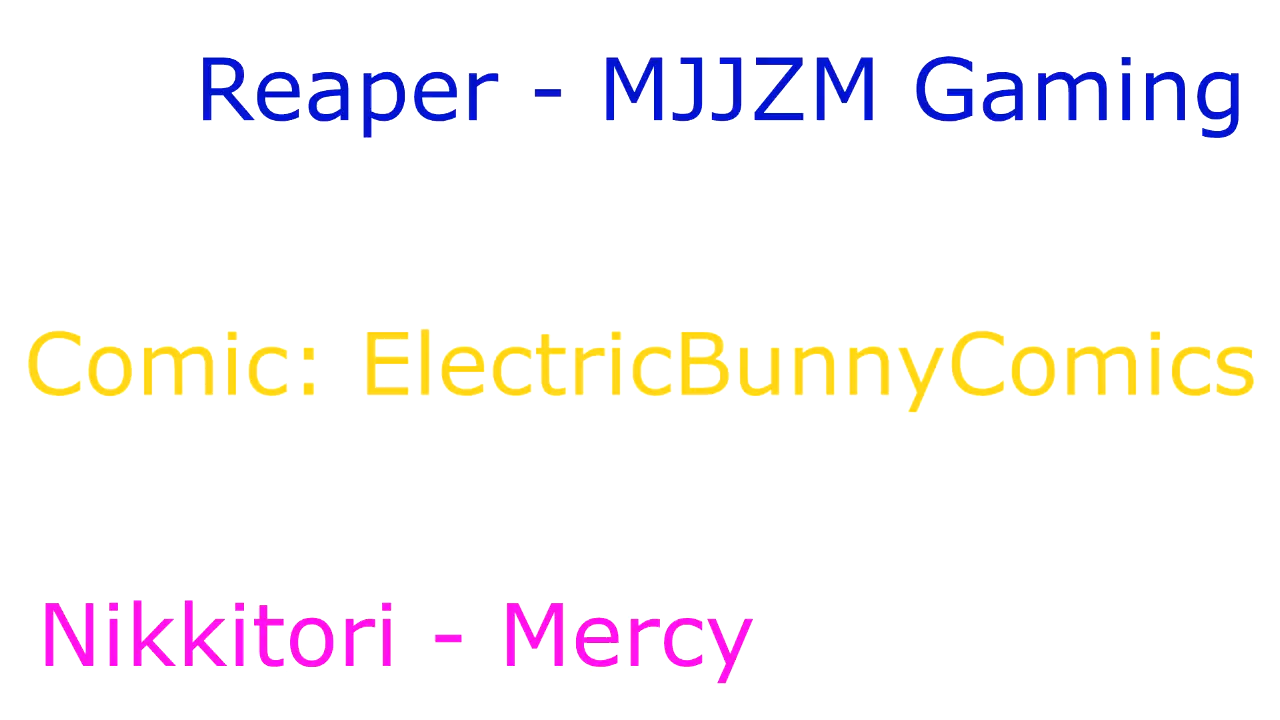 Reaper - MJJZM Gaming
Comic: ElectricBunnyComics
Nikkitori - Mercy